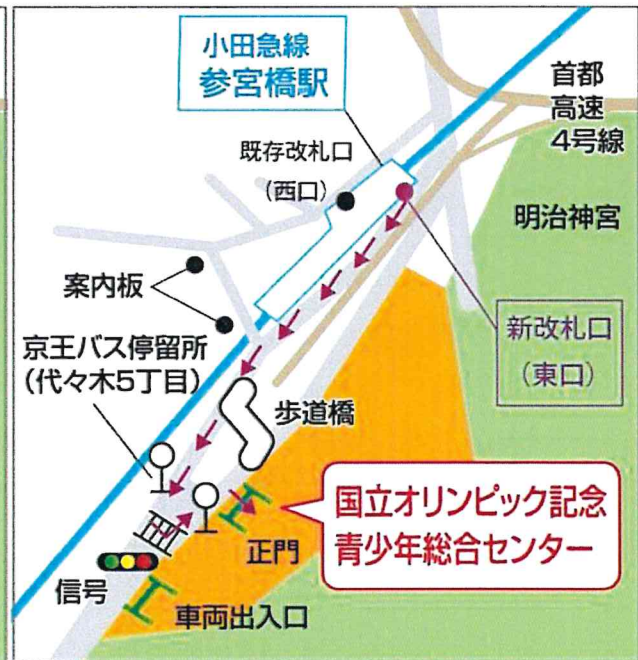 小田急線
参宮橋駅
首都
高速
4号線
既存改札口
（西口）
明治神宮
案内板
新改札口
（東口）
京王バス停留所
（代々木5丁目）
歩道橋
国立オリンピック記念
青少年総合センター
正門
信号
車両出入口